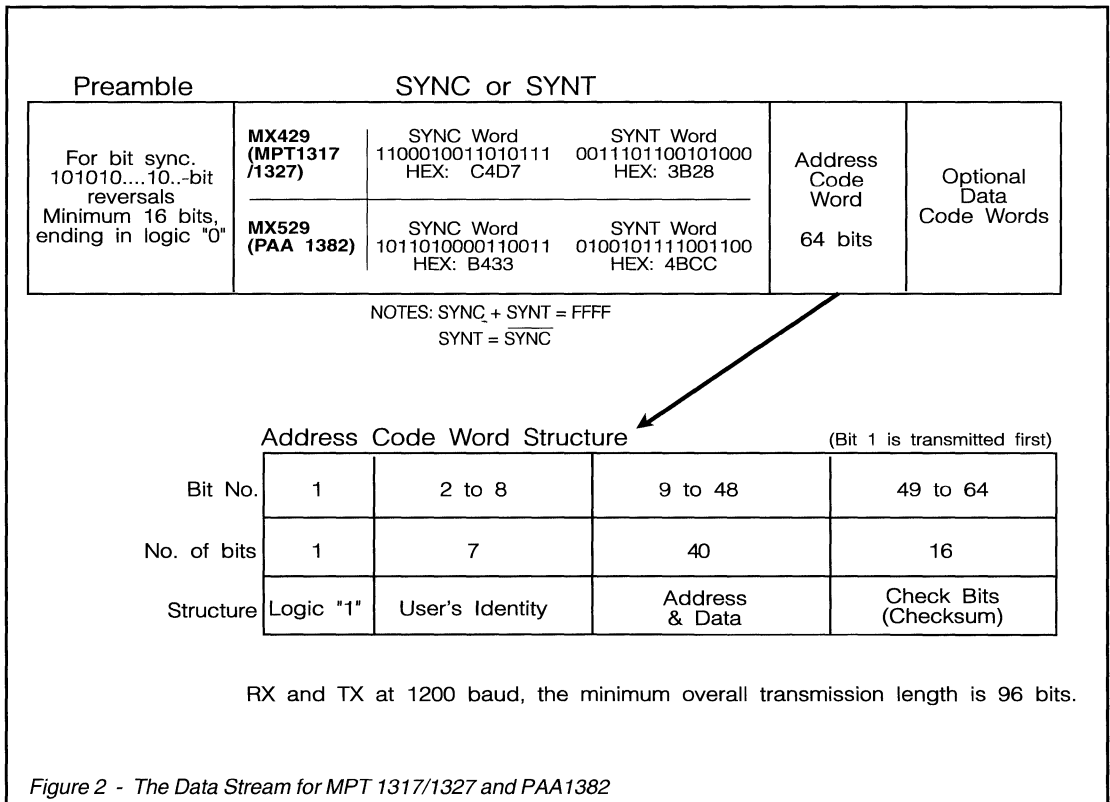 Preamble
SYNC or SYNT
For bit sync.
101010....10..-bit
reversals
Minimum 16 bits,
ending in logic "0"
MX429
(MPT1317
/1327)
SYNC Word
1100010011010111
HEX: C4D7
SYNT Word
0011101100101000
HEX: 3B28
MX529
(PAA 1382)
SYNC Word
1011010000110011
HEX: B433
SYNT Word
0100101111001100
HEX: 4BCC
Address
Code
Word
64 bits
Optional
Data
Code Words
NOTES: SYNC + SYNT = FFFF
SYNT = S̅Y̅N̅C̅
Address Code Word Structure
(Bit 1 is transmitted first)
Bit No. 1 2 to 8 9 to 48 49 to 64
No. of bits 1 7 40 16
Structure Logic "1" User's Identity Address & Data Check Bits (Checksum)
RX and TX at 1200 baud, the minimum overall transmission length is 96 bits.
Figure 2 - The Data Stream for MPT 1317/1327 and PAA1382